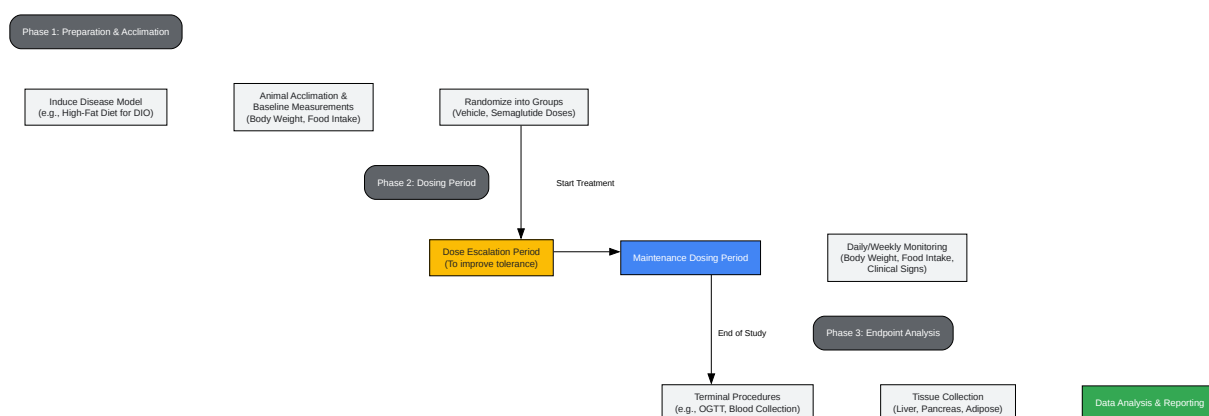 Phase 1: Preparation & Acclimation
Induce Disease Model
(e.g., High-Fat Diet for DIO)
Animal Acclimation &
Baseline Measurements
(Body Weight, Food Intake)
Randomize into Groups
(Vehicle, Semaglutide Doses)
Phase 2: Dosing Period
Start Treatment
Dose Escalation Period
(To improve tolerance)
Maintenance Dosing Period
Daily/Weekly Monitoring
(Body Weight, Food Intake,
Clinical Signs)
End of Study
Phase 3: Endpoint Analysis
Terminal Procedures
(e.g., OGTT, Blood Collection)
Tissue Collection
(Liver, Pancreas, Adipose)
Data Analysis & Reporting